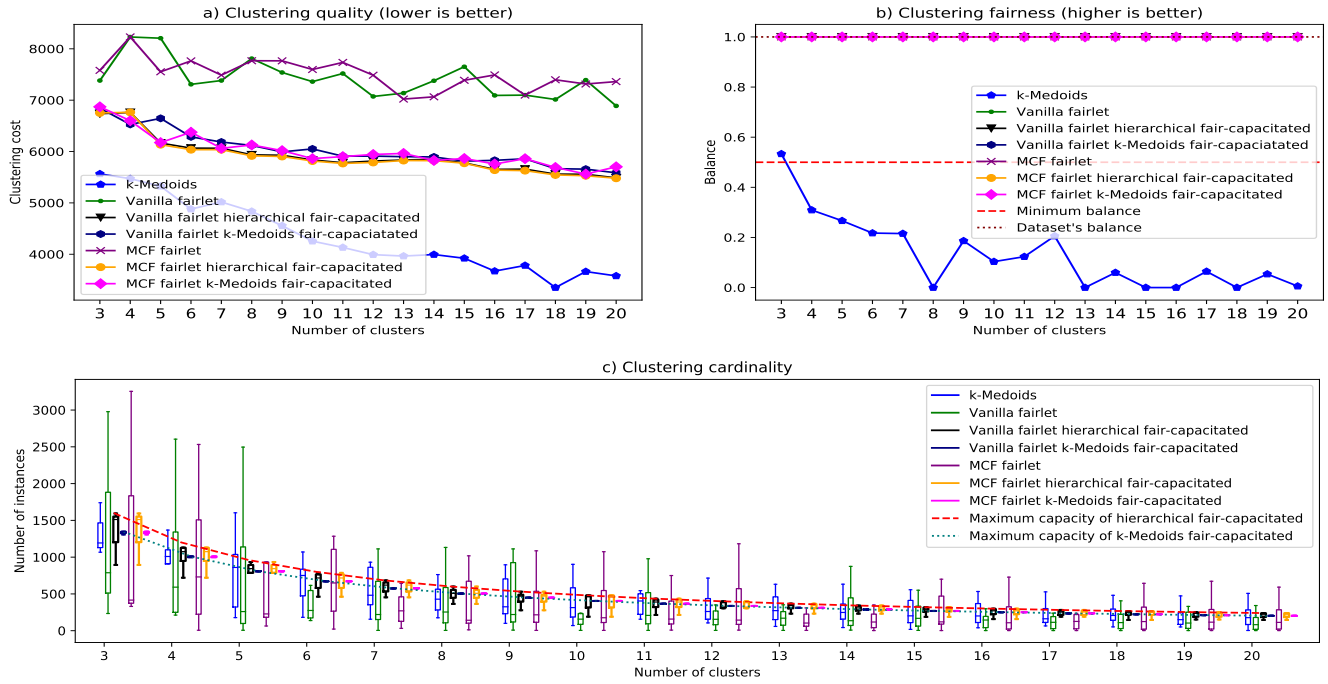 a) Clustering quality (lower is better)
8000
7000
6000
5000
4000
Clustering cost
k-Medoids
Vanilla fairlet
Vanilla fairlet hierarchical fair-capacitated
Vanilla fairlet k-Medoids fair-capaciatated
MCF fairlet
MCF fairlet hierarchical fair-capacitated
MCF fairlet k-Medoids fair-capacitated
3 4 5 6 7 8 9 10 11 12 13 14 15 16 17 18 19 20
Number of clusters
b) Clustering fairness (higher is better)
1.0
0.8
0.6
0.4
0.2
0.0
Balance
k-Medoids
Vanilla fairlet
Vanilla fairlet hierarchical fair-capacitated
Vanilla fairlet k-Medoids fair-capaciatated
MCF fairlet
MCF fairlet hierarchical fair-capacitated
MCF fairlet k-Medoids fair-capacitated
Minimum balance
Dataset's balance
3 4 5 6 7 8 9 10 11 12 13 14 15 16 17 18 19 20
Number of clusters
c) Clustering cardinality
3000
2500
2000
1500
1000
500
0
Number of instances
k-Medoids
Vanilla fairlet
Vanilla fairlet hierarchical fair-capacitated
Vanilla fairlet k-Medoids fair-capacitated
MCF fairlet
MCF fairlet hierarchical fair-capacitated
MCF fairlet k-Medoids fair-capacitated
Maximum capacity of hierarchical fair-capacitated
Maximum capacity of k-Medoids fair-capacitated
3 4 5 6 7 8 9 10 11 12 13 14 15 16 17 18 19 20
Number of clusters